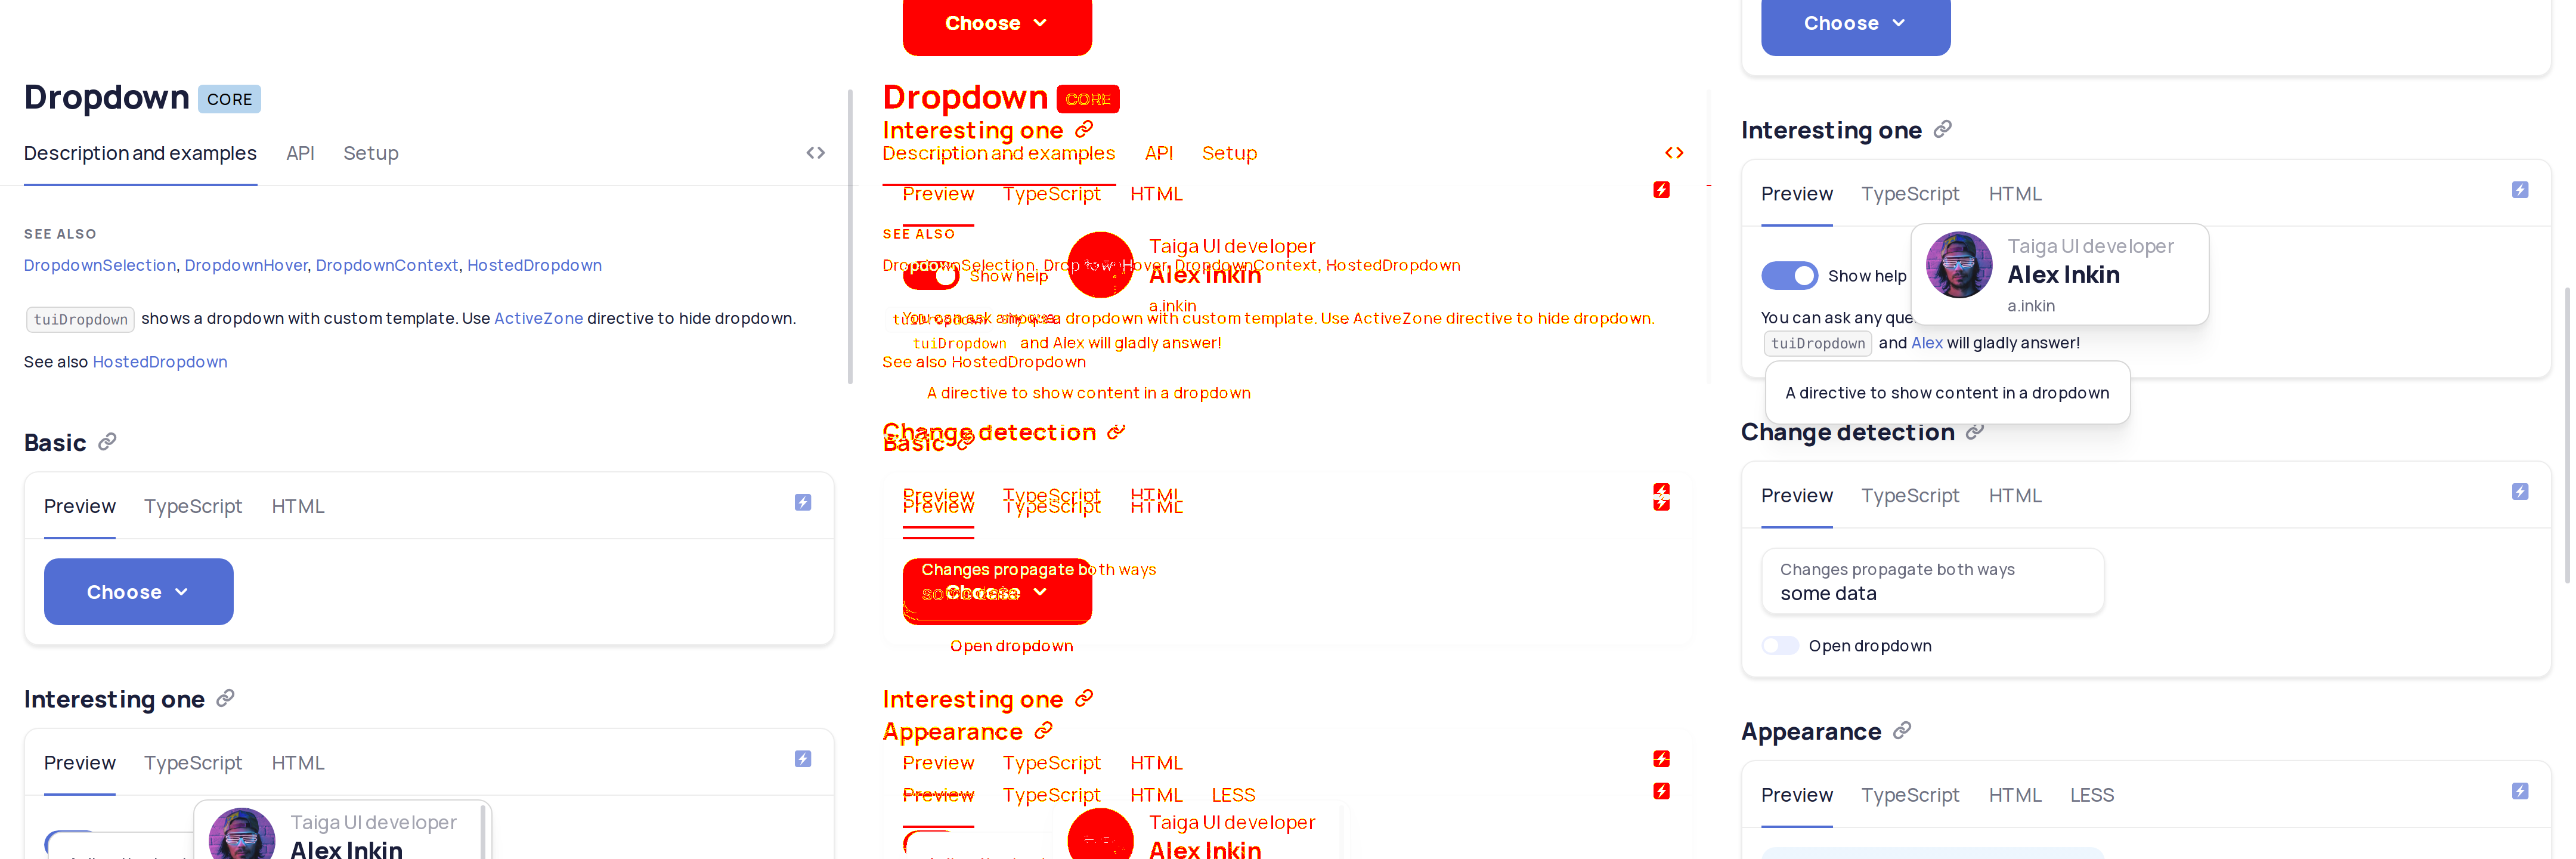 Dropdown CORE
Description and examples API Setup
SEE ALSO
DropdownSelection, DropdownHover, DropdownContext, HostedDropdown
tuiDropdown shows a dropdown with custom template. Use ActiveZone directive to hide dropdown.
See also HostedDropdown
Basic
Preview TypeScript HTML
Choose
Interesting one
Preview TypeScript HTML
Taiga UI developer
Alex Inkin
Choose
Dropdown CORE
Interesting one
Description and examples API Setup
Preview TypeScript HTML
SEE ALSO
Taiga UI developer
DropdownSelection, DropdownHover, DropdownContext, HostedDropdown
Show help
Alex Inkin
a.inkin
tuiDropdown shows a dropdown with custom template. Use ActiveZone directive to hide dropdown.
tuiDropdown and Alex will gladly answer!
See also HostedDropdown
A directive to show content in a dropdown
Change detection
Basic
Preview TypeScript HTML
Preview TypeScript HTML
Changes propagate both ways
Choose
some data
Open dropdown
Interesting one
Appearance
Preview TypeScript HTML
Preview TypeScript HTML LESS
Taiga UI developer
Alex Inkin
Choose
Interesting one
Preview TypeScript HTML
Taiga UI developer
Show help Alex Inkin
a.inkin
You can ask any
tuiDropdown and Alex will gladly answer!
A directive to show content in a dropdown
Change detection
Preview TypeScript HTML
Changes propagate both ways
some data
Open dropdown
Appearance
Preview TypeScript HTML LESS